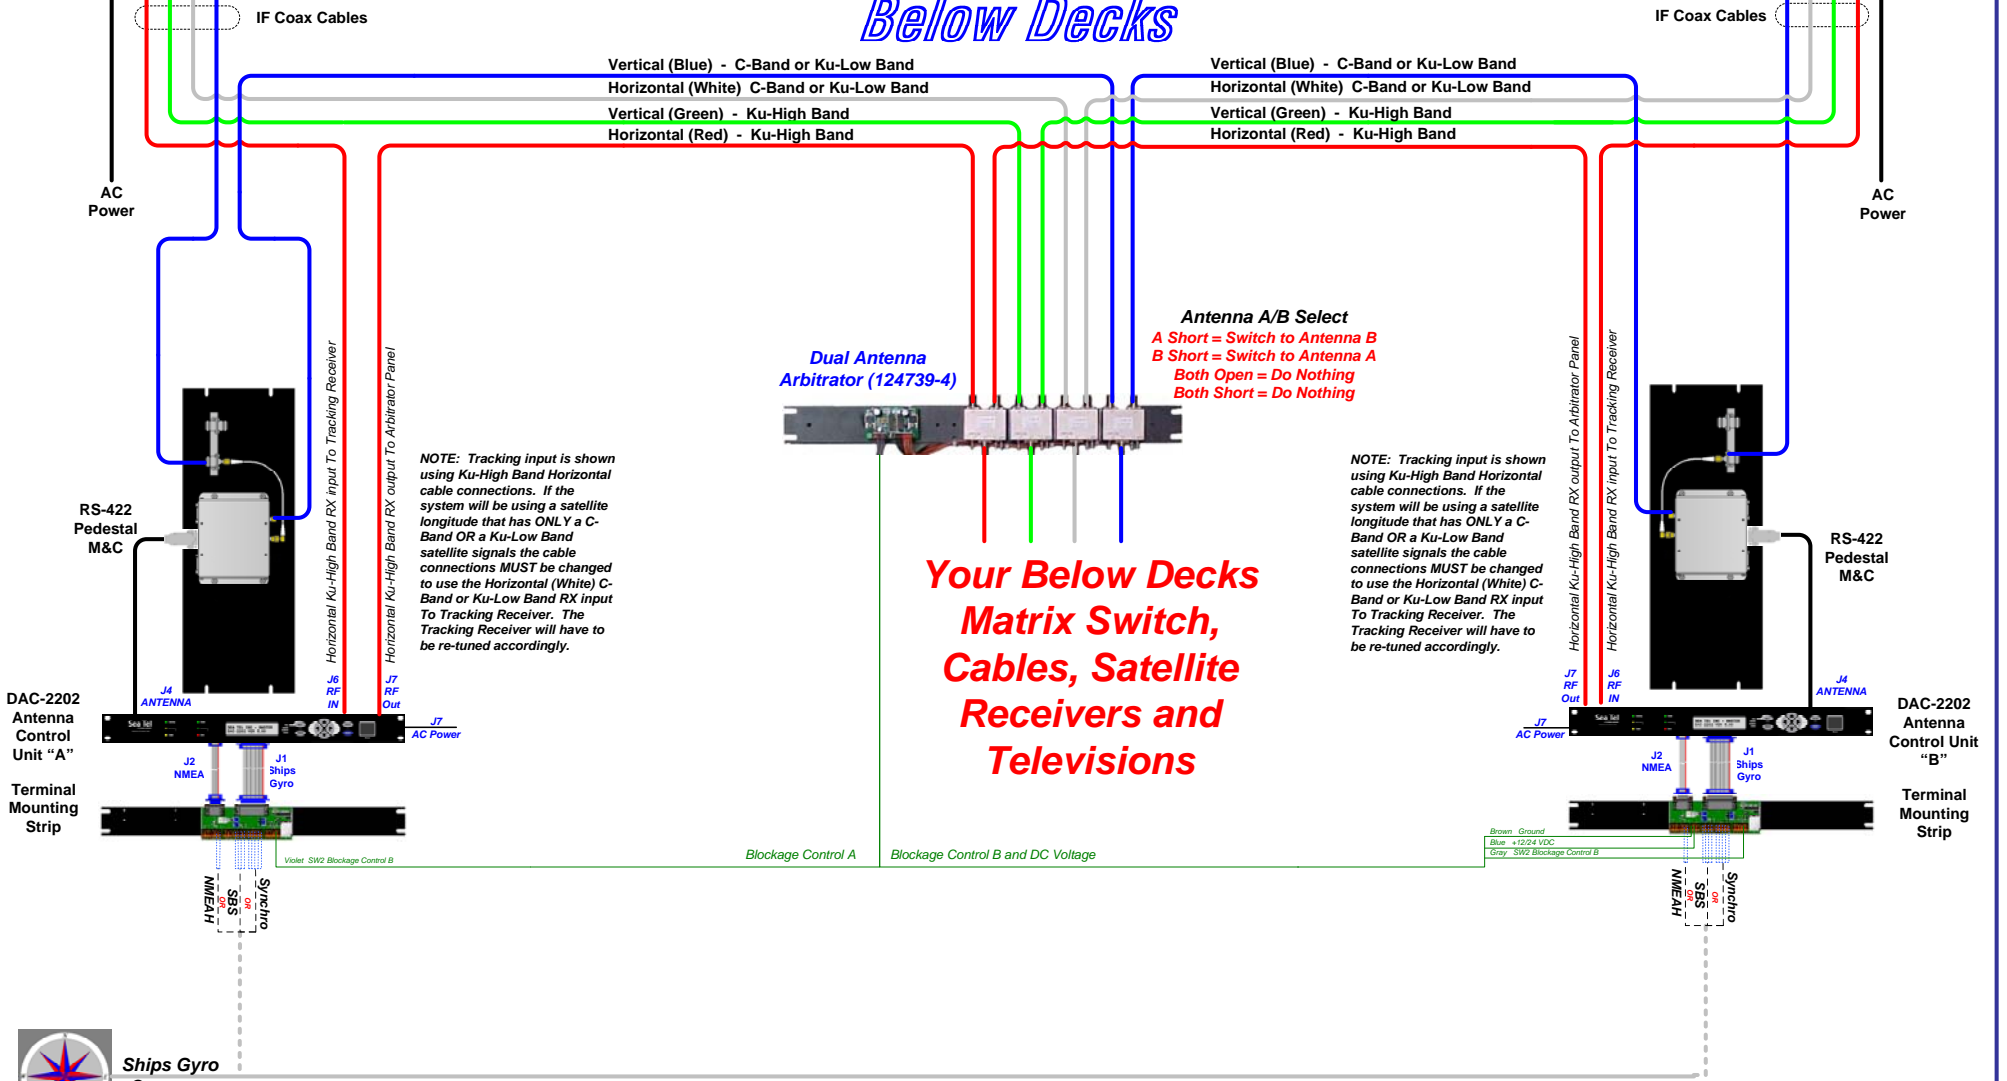 Below Decks
IF Coax Cables
IF Coax Cables
Vertical (Blue) - C-Band or Ku-Low Band
Horizontal (White) C-Band or Ku-Low Band
Vertical (Green) - Ku-High Band
Horizontal (Red) - Ku-High Band
Vertical (Blue) - C-Band or Ku-Low Band
Horizontal (White) C-Band or Ku-Low Band
Vertical (Green) - Ku-High Band
Horizontal (Red) - Ku-High Band
AC
Power
AC
Power
Antenna A/B Select
A Short = Switch to Antenna B
B Short = Switch to Antenna A
Both Open = Do Nothing
Both Short = Do Nothing
Dual Antenna
Arbitrator (124739-4)
Horizontal Ku-High Band RX input To Tracking Receiver
Horizontal Ku-High Band RX output To Arbitrator Panel
NOTE: Tracking input is shown
using Ku-High Band Horizontal
cable connections. If the
system will be using a satellite
longitude that has ONLY a C-
Band OR a Ku-Low Band
satellite signals the cable
connections MUST be changed
to use the Horizontal (White) C-
Band or Ku-Low Band RX input
To Tracking Receiver. The
Tracking Receiver will have to
be re-tuned accordingly.
NOTE: Tracking input is shown
using Ku-High Band Horizontal
cable connections. If the
system will be using a satellite
longitude that has ONLY a C-
Band OR a Ku-Low Band
satellite signals the cable
connections MUST be changed
to use the Horizontal (White) C-
Band or Ku-Low Band RX input
To Tracking Receiver. The
Tracking Receiver will have to
be re-tuned accordingly.
Horizontal Ku-High Band RX output To Arbitrator Panel
Horizontal Ku-High Band RX input To Tracking Receiver
RS-422
Pedestal
M&C
RS-422
Pedestal
M&C
Your Below Decks
Matrix Switch,
Cables, Satellite
Receivers and
Televisions
J4
ANTENNA
J6
RF
IN
J7
RF
Out
J7
RF
Out
J6
RF
IN
J4
ANTENNA
DAC-2202
Antenna
Control
Unit “A”
Sea Tel
J7
AC Power
J7
AC Power
Sea Tel
DAC-2202
Antenna
Control Unit
“B”
J2
NMEA
J1
Ships
Gyro
J2
NMEA
J1
Ships
Gyro
Terminal
Mounting
Strip
Terminal
Mounting
Strip
Violet SW2 Blockage Control B
Blockage Control A
Blockage Control B and DC Voltage
Brown Ground
Blue +12/24 VDC
Gray SW2 Blockage Control B
NMEAH
OR
SBS
OR
Synchro
NMEAH
OR
SBS
OR
Synchro
Ships Gyro